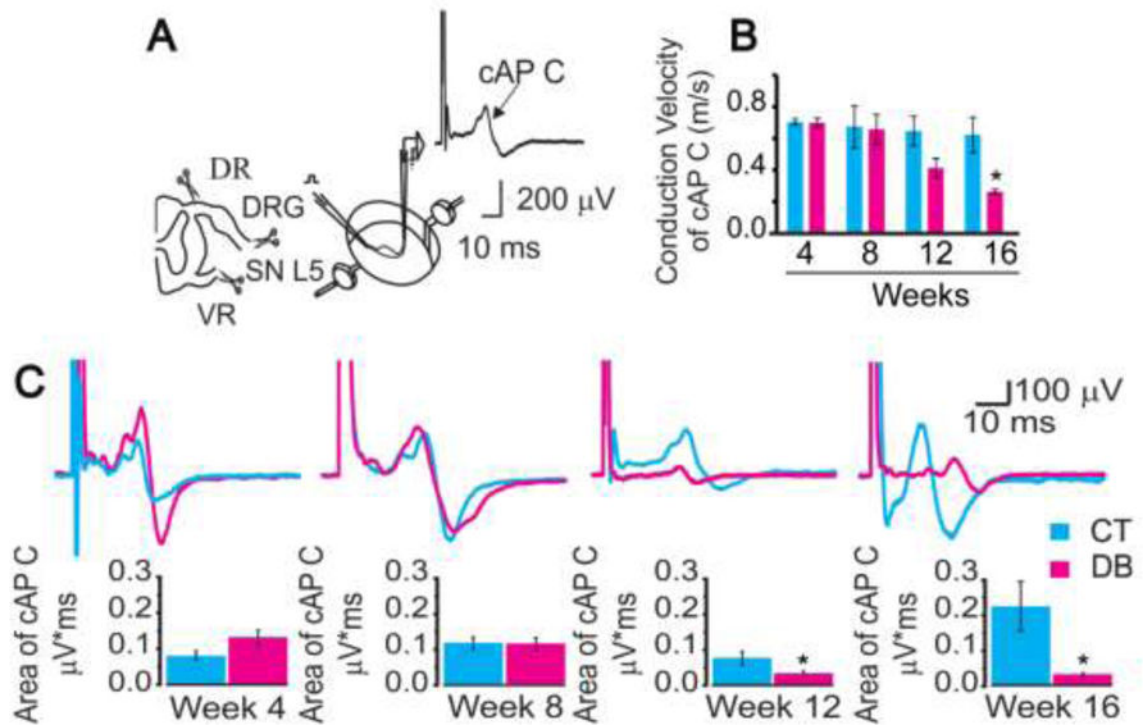 A
cAP C
DR
DRG
SN L5
VR
200 μV
10 ms
B
Conduction Velocity
of cAP C (m/s)
0.8
0.4
0.0
*
4 8 12 16
Weeks
C
100 μV
10 ms
CT
DB
Area of cAP C
μV*ms
0.3
0.2
0.1
0.0
Week 4
Area of cAP C
μV*ms
0.3
0.2
0.1
0.0
Week 8
Area of cAP C
μV*ms
0.3
0.2
0.1
0.0
*
Week 12
Area of cAP C
μV*ms
0.3
0.2
0.1
0.0
*
Week 16